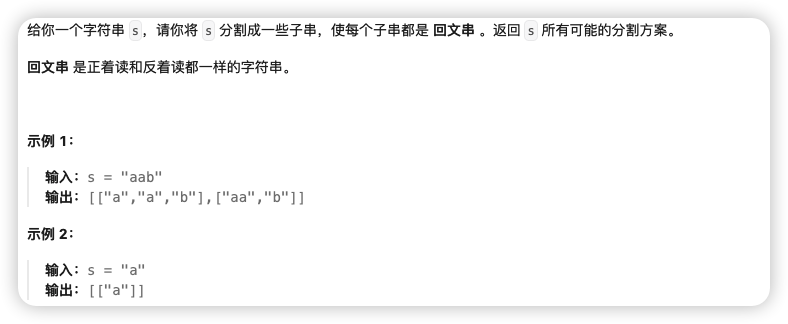 给你一个字符串 s，请你将 s 分割成一些子串，使每个子串都是 回文串 。返回 s 所有可能的分割方案。
回文串 是正着读和反着读都一样的字符串。
示例 1：
输入：s = "aab"
输出：[["a","a","b"],["aa","b"]]
示例 2：
输入：s = "a"
输出：[["a"]]